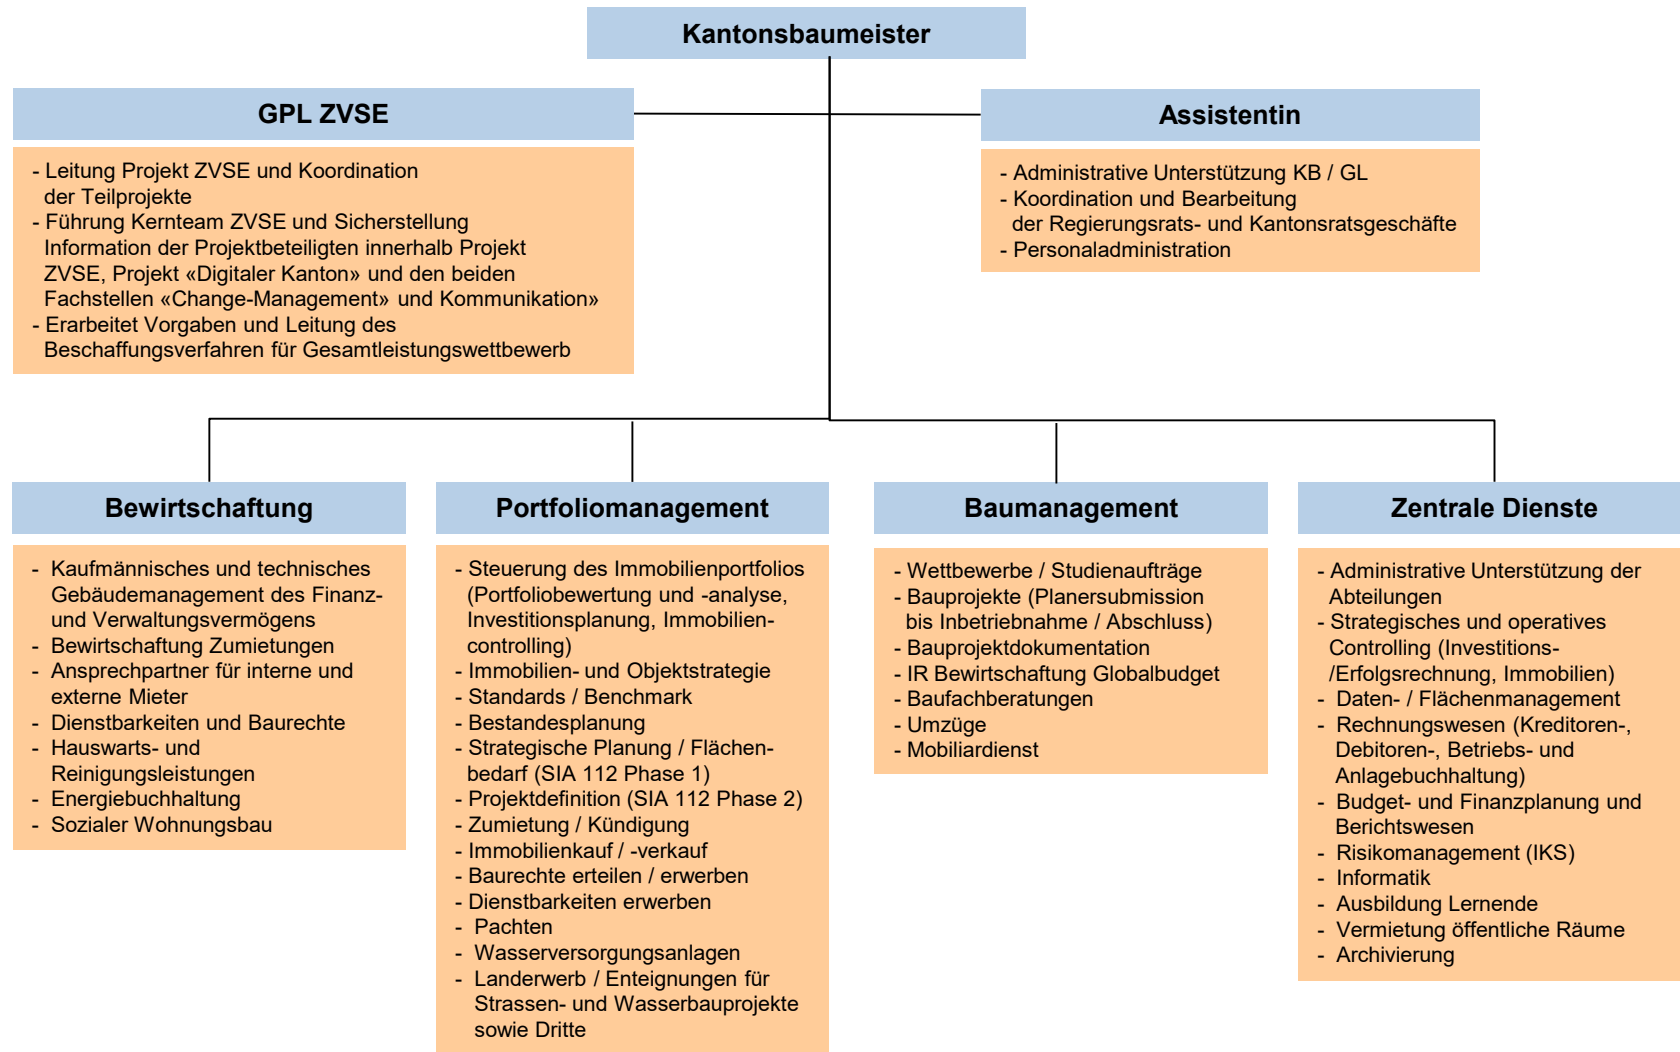 Kantonsbaumeister
GPL ZVSE
- Leitung Projekt ZVSE und Koordination
der Teilprojekte
- Führung Kernteam ZVSE und Sicherstellung
Information der Projektbeteiligten innerhalb Projekt
ZVSE, Projekt «Digitaler Kanton» und den beiden
Fachstellen «Change-Management» und Kommunikation»
- Erarbeitet Vorgaben und Leitung des
Beschaffungsverfahren für Gesamtleistungswettbewerb
Assistentin
- Administrative Unterstützung KB / GL
- Koordination und Bearbeitung
der Regierungsrats- und Kantonsratsgeschäfte
- Personaladministration
Bewirtschaftung
- Kaufmännisches und technisches
Gebäudemanagement des Finanz-
und Verwaltungsvermögens
- Bewirtschaftung Zumietungen
- Ansprechpartner für interne und
externe Mieter
- Dienstbarkeiten und Baurechte
- Hauswarts- und
Reinigungsleistungen
- Energiebuchhaltung
- Sozialer Wohnungsbau
Portfoliomanagement
- Steuerung des Immobilienportfolios
(Portfoliobewertung und -analyse,
Investitionsplanung, Immobilien-
controlling)
- Immobilien- und Objektstrategie
- Standards / Benchmark
- Bestandesplanung
- Strategische Planung / Flächen-
bedarf (SIA 112 Phase 1)
- Projektdefinition (SIA 112 Phase 2)
- Zumietung / Kündigung
- Immobilienkauf / -verkauf
- Baurechte erteilen / erwerben
- Dienstbarkeiten erwerben
- Pachten
- Wasserversorgungsanlagen
- Landerwerb / Enteignungen für
Strassen- und Wasserbauprojekte
sowie Dritte
Baumanagement
- Wettbewerbe / Studienaufträge
- Bauprojekte (Planersubmission
bis Inbetriebnahme / Abschluss)
- Bauprojektdokumentation
- IR Bewirtschaftung Globalbudget
- Baufachberatungen
- Umzüge
- Mobiliardienst
Zentrale Dienste
- Administrative Unterstützung der
Abteilungen
- Strategisches und operatives
Controlling (Investitions-
/Erfolgsrechnung, Immobilien)
- Daten- / Flächenmanagement
- Rechnungswesen (Kreditoren-,
Debitoren-, Betriebs- und
Anlagebuchhaltung)
- Budget- und Finanzplanung und
Berichtswesen
- Risikomanagement (IKS)
- Informatik
- Ausbildung Lernende
- Vermietung öffentliche Räume
- Archivierung